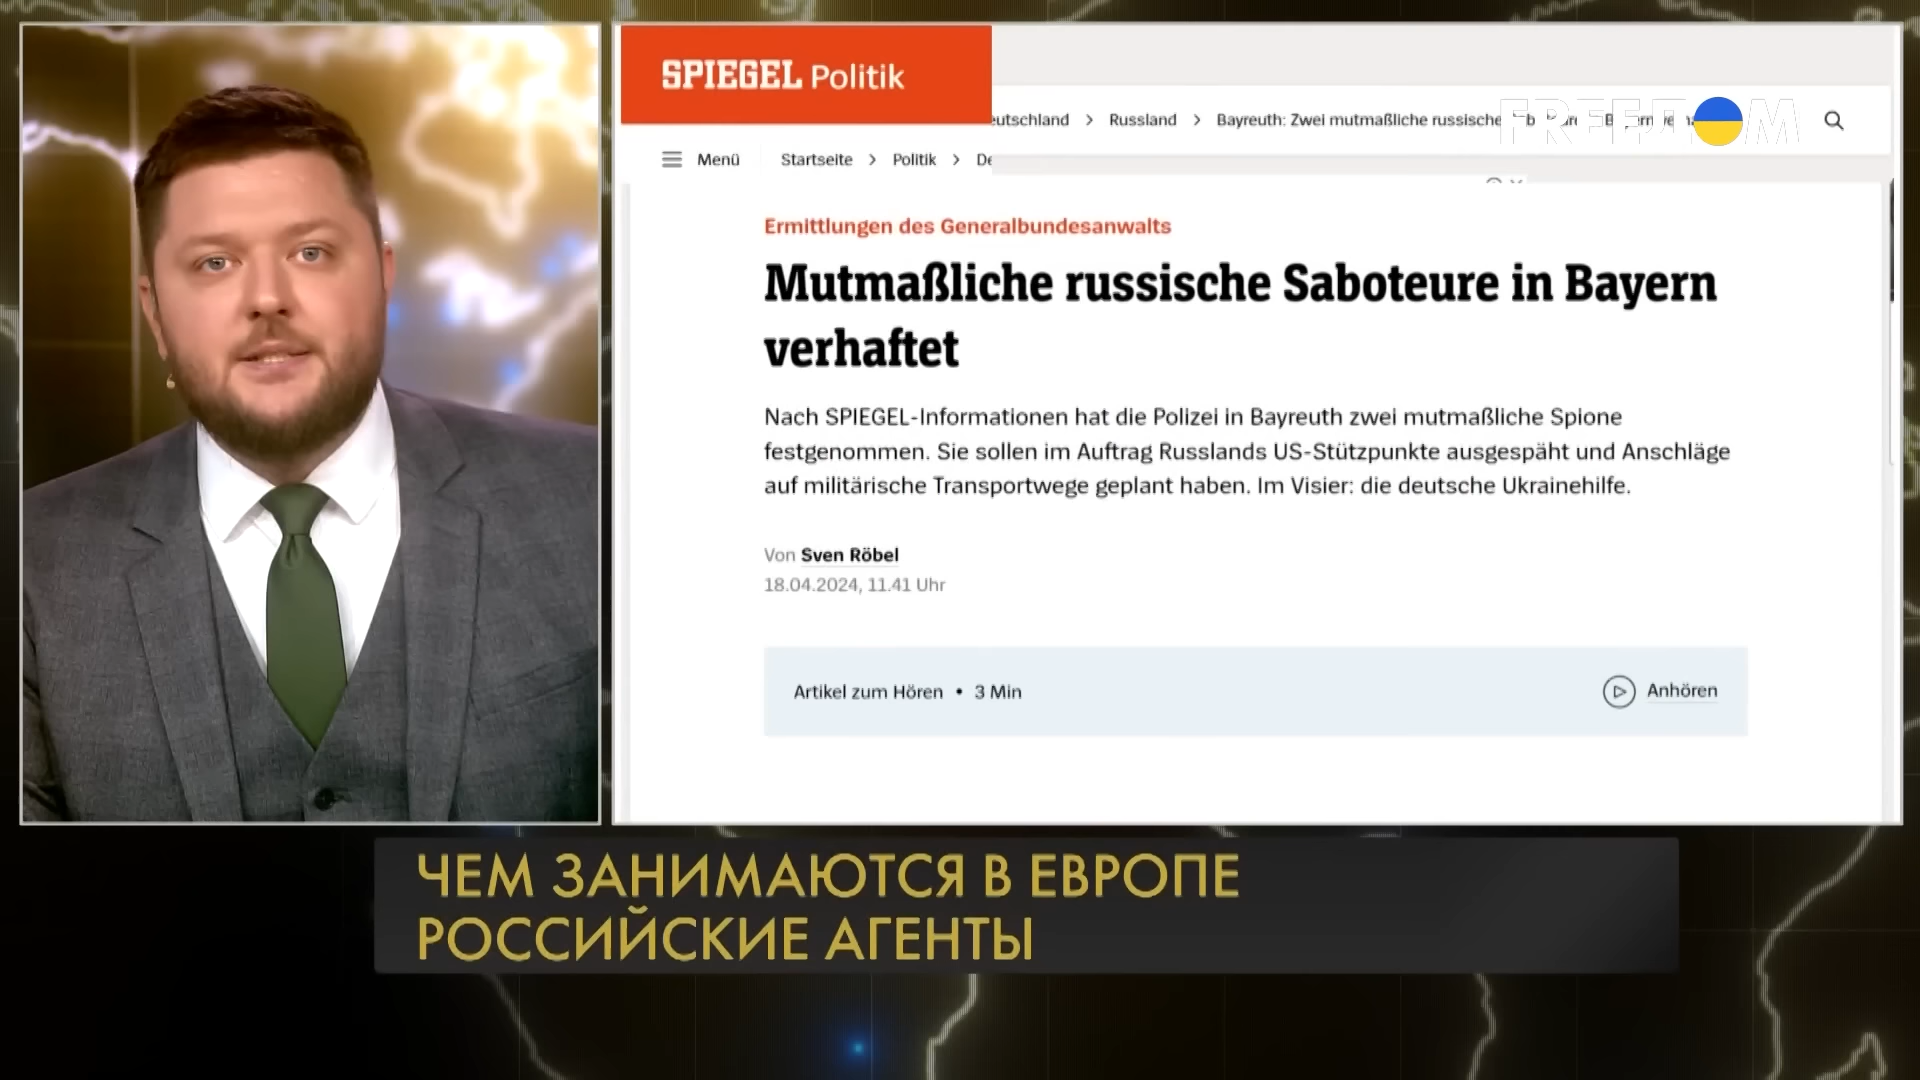 SPIEGEL Politik
FREEДОM
eutschland > Russland > Bayreuth: Zwei mutmaßliche russische
Menü Startseite > Politik > De
Ermittlungen des Generalbundesanwalts
Mutmaßliche russische Saboteure in Bayern
verhaftet
Nach SPIEGEL-Informationen hat die Polizei in Bayreuth zwei mutmaßliche Spione
festgenommen. Sie sollen im Auftrag Russlands US-Stützpunkte ausgespäht und Anschläge
auf militärische Transportwege geplant haben. Im Visier: die deutsche Ukrainehilfe.
Von Sven Röbel
18.04.2024, 11.41 Uhr
Artikel zum Hören • 3 Min
Anhören
ЧЕМ ЗАНИМАЮТСЯ В ЕВРОПЕ
РОССИЙСКИЕ АГЕНТЫ